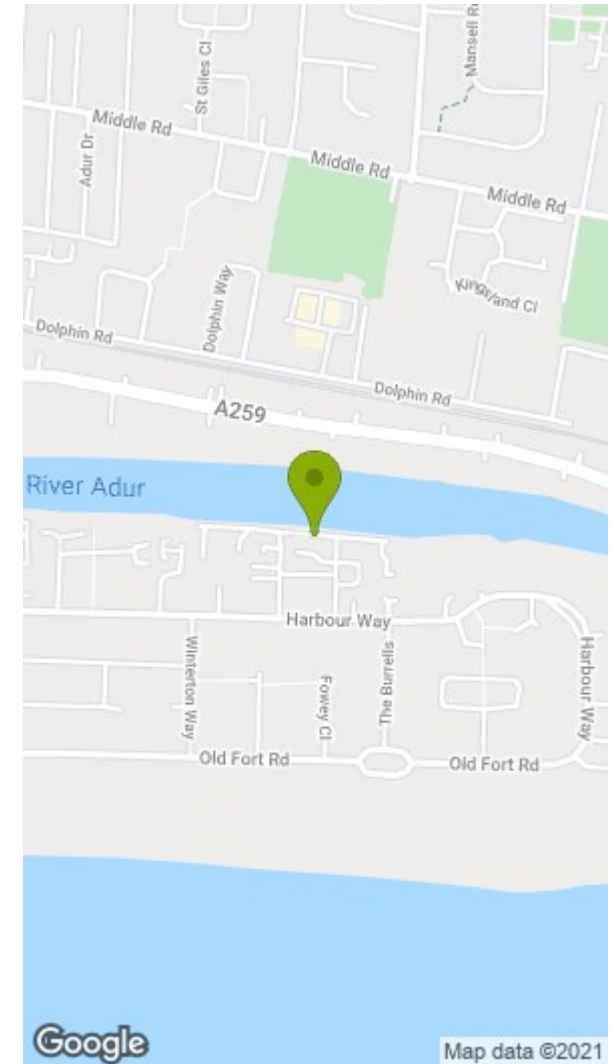 St Giles Cl
Mansell Rd
Middle Rd
Adur Dr
Middle Rd
Middle Rd
Dolphin Way
Kingsland Cl
Dolphin Rd
Dolphin Rd
A259
River Adur
Harbour Way
Winterton Way
Fowey Cl
The Burrells
Harbour Way
Old Fort Rd
Old Fort Rd
Google
Map data ©2021